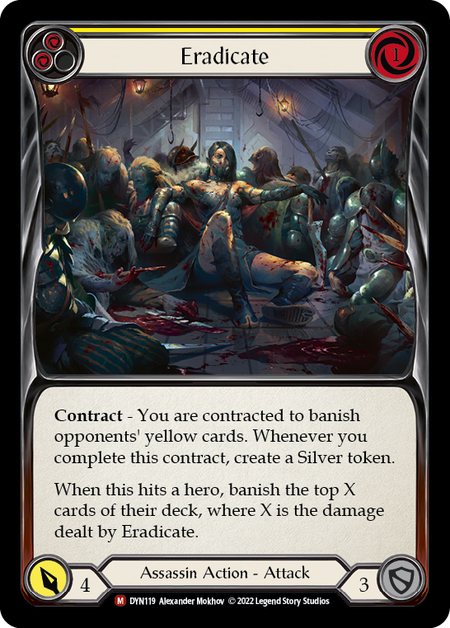 Eradicate
1
Contract - You are contracted to banish
opponents' yellow cards. Whenever you
complete this contract, create a Silver token.
When this hits a hero, banish the top X
cards of their deck, where X is the damage
dealt by Eradicate.
4
Assassin Action - Attack
3
M DYN119 Alexander Mokhov © 2022 Legend Story Studios